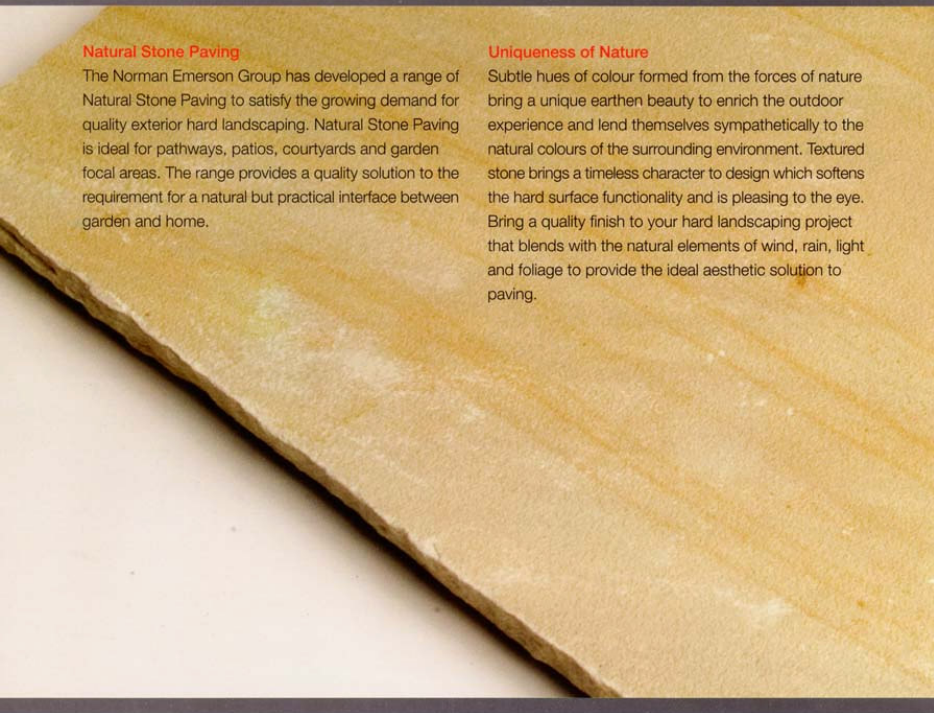 Natural Stone Paving
The Norman Emerson Group has developed a range of
Natural Stone Paving to satisfy the growing demand for
quality exterior hard landscaping. Natural Stone Paving
is ideal for pathways, patios, courtyards and garden
focal areas. The range provides a quality solution to the
requirement for a natural but practical interface between
garden and home.
Uniqueness of Nature
Subtle hues of colour formed from the forces of nature
bring a unique earthen beauty to enrich the outdoor
experience and lend themselves sympathetically to the
natural colours of the surrounding environment. Textured
stone brings a timeless character to design which softens
the hard surface functionality and is pleasing to the eye.
Bring a quality finish to your hard landscaping project
that blends with the natural elements of wind, rain, light
and foliage to provide the ideal aesthetic solution to
paving.